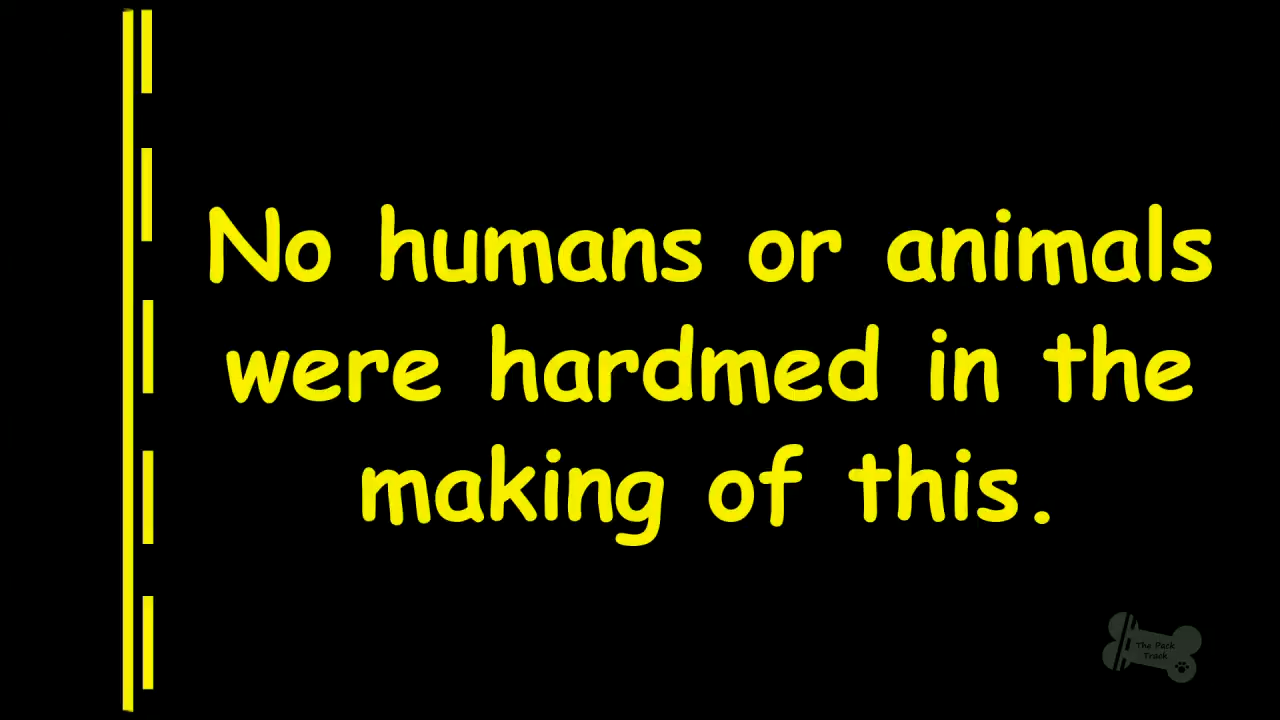 No humans or animals
were hardmed in the
making of this.
The Pack
Track